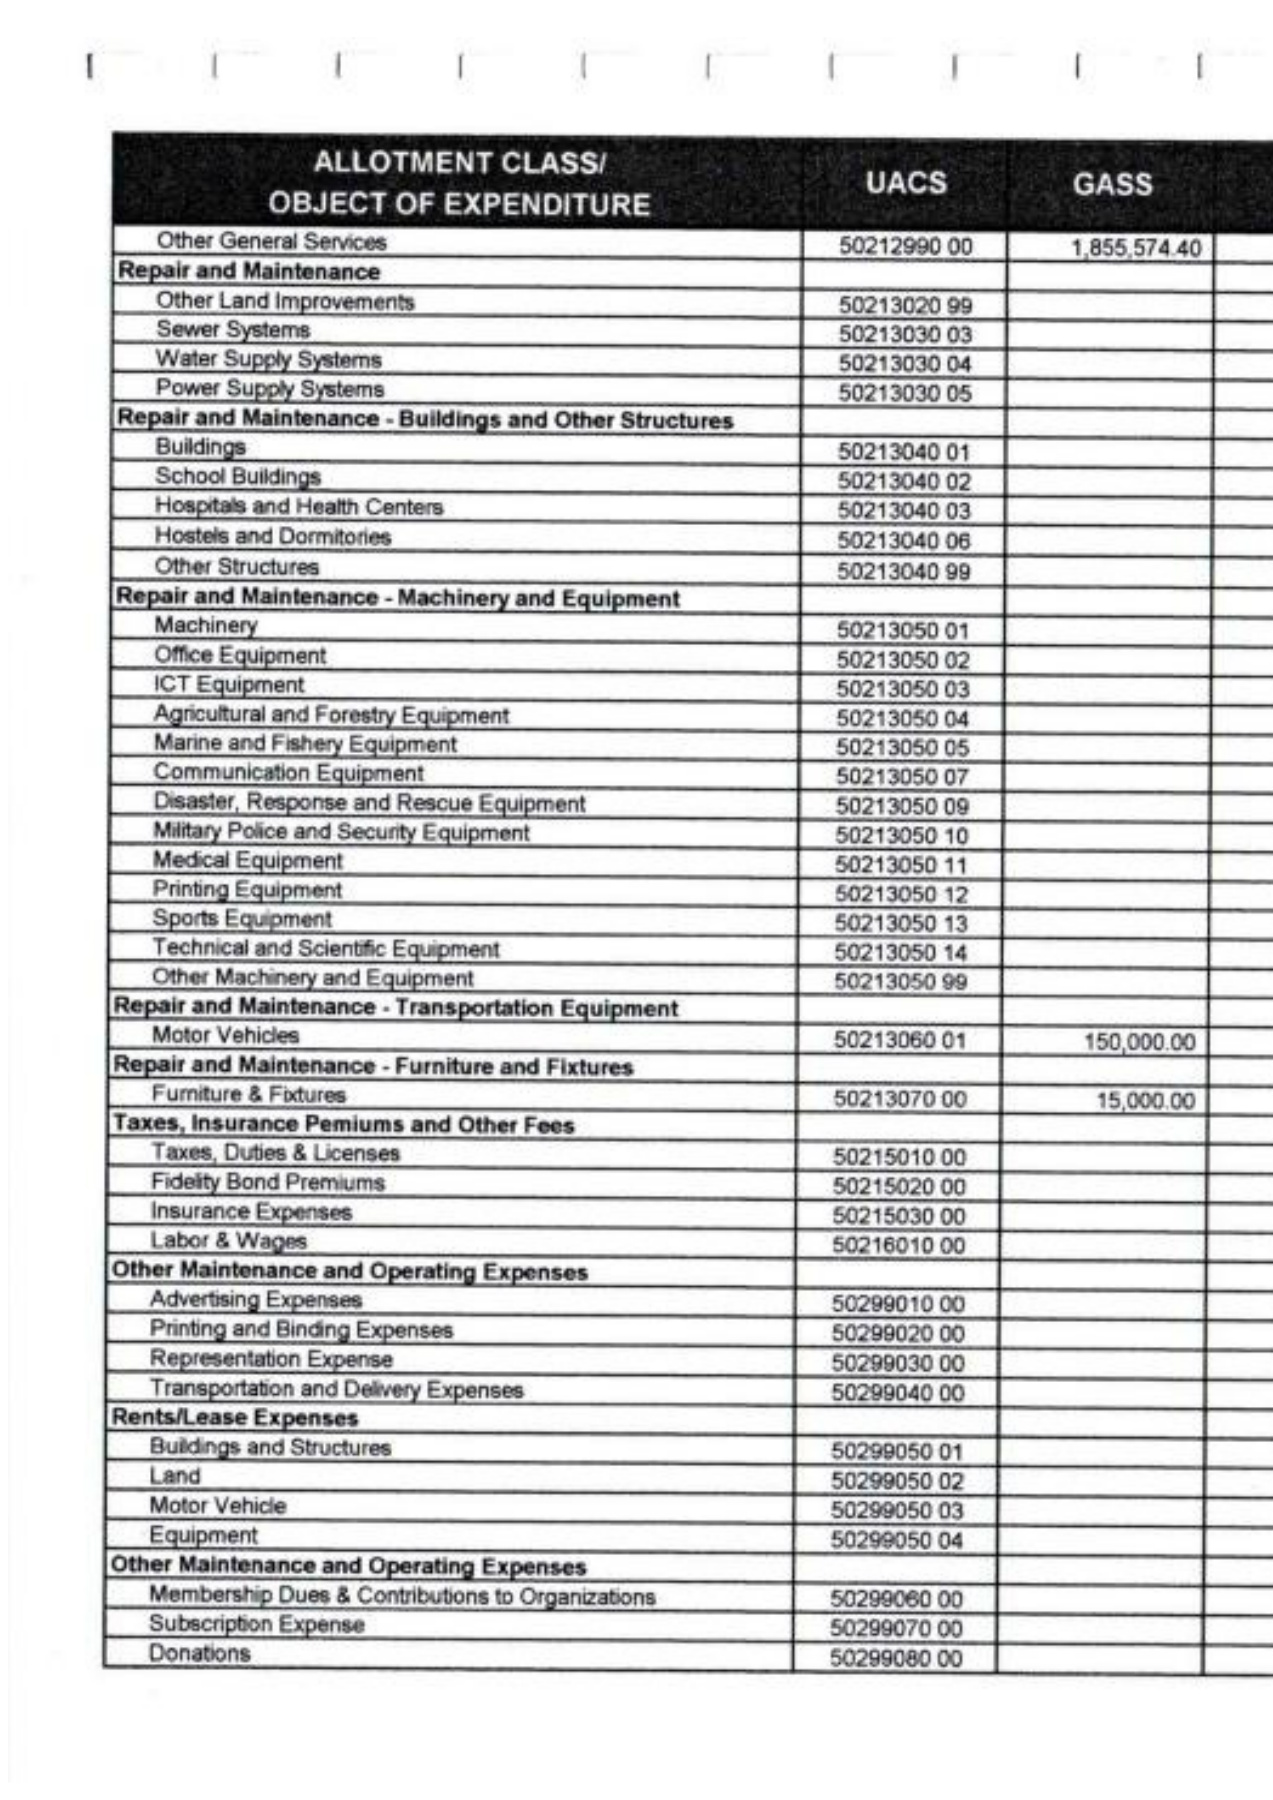 ALLOTMENT CLASS/
OBJECT OF EXPENDITURE UACS GASS
Other General Services 50212990 00 1,855,574.40
Repair and Maintenance
Other Land Improvements 50213020 99
Sewer Systems 50213030 03
Water Supply Systems 50213030 04
Power Supply Systems 50213030 05
Repair and Maintenance - Buildings and Other Structures
Buildings 50213040 01
School Buildings 50213040 02
Hospitals and Health Centers 50213040 03
Hostels and Dormitories 50213040 06
Other Structures 50213040 99
Repair and Maintenance - Machinery and Equipment
Machinery 50213050 01
Office Equipment 50213050 02
ICT Equipment 50213050 03
Agricultural and Forestry Equipment 50213050 04
Marine and Fishery Equipment 50213050 05
Communication Equipment 50213050 07
Disaster, Response and Rescue Equipment 50213050 09
Military Police and Security Equipment 50213050 10
Medical Equipment 50213050 11
Printing Equipment 50213050 12
Sports Equipment 50213050 13
Technical and Scientific Equipment 50213050 14
Other Machinery and Equipment 50213050 99
Repair and Maintenance - Transportation Equipment
Motor Vehicles 50213060 01 150,000.00
Repair and Maintenance - Furniture and Fixtures
Furniture & Fixtures 50213070 00 15,000.00
Taxes, Insurance Pemiums and Other Fees
Taxes, Duties & Licenses 50215010 00
Fidelity Bond Premiums 50215020 00
Insurance Expenses 50215030 00
Labor & Wages 50216010 00
Other Maintenance and Operating Expenses
Advertising Expenses 50299010 00
Printing and Binding Expenses 50299020 00
Representation Expense 50299030 00
Transportation and Delivery Expenses 50299040 00
Rents/Lease Expenses
Buildings and Structures 50299050 01
Land 50299050 02
Motor Vehicle 50299050 03
Equipment 50299050 04
Other Maintenance and Operating Expenses
Membership Dues & Contributions to Organizations 50299060 00
Subscription Expense 50299070 00
Donations 50299080 00